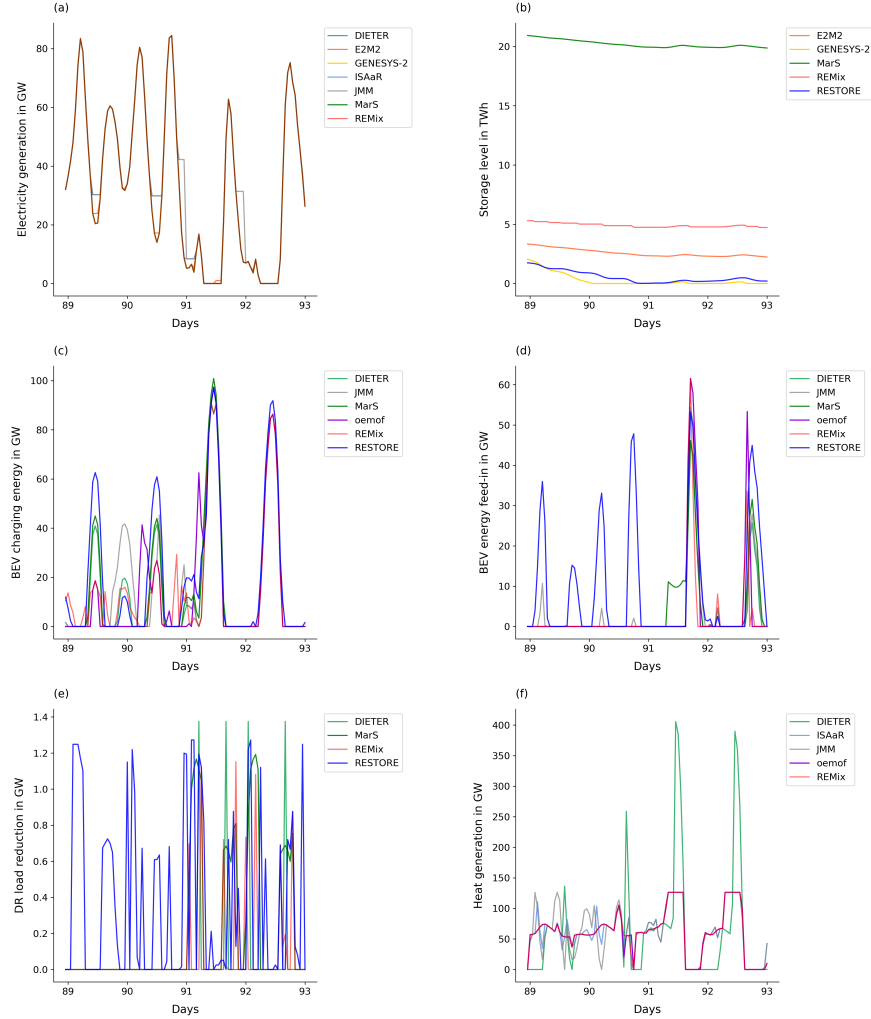 (a)
Electricity generation in GW
80
60
40
20
0
89
90
91
92
93
Days
DIETER
E2M2
GENESYS-2
ISAaR
JMM
MarS
REMix
(b)
Storage level in TWh
20
15
10
5
0
89
90
91
92
93
Days
E2M2
GENESYS-2
MarS
REMix
RESTORE
(c)
BEV charging energy in GW
100
80
60
40
20
0
89
90
91
92
93
Days
DIETER
JMM
MarS
oemof
REMix
RESTORE
(d)
BEV energy feed-in in GW
60
50
40
30
20
10
0
89
90
91
92
93
Days
DIETER
JMM
MarS
oemof
REMix
RESTORE
(e)
DR load reduction in GW
1.4
1.2
1.0
0.8
0.6
0.4
0.2
0.0
89
90
91
92
93
Days
DIETER
MarS
REMix
RESTORE
(f)
Heat generation in GW
400
350
300
250
200
150
100
50
0
89
90
91
92
93
Days
DIETER
ISAaR
JMM
oemof
REMix